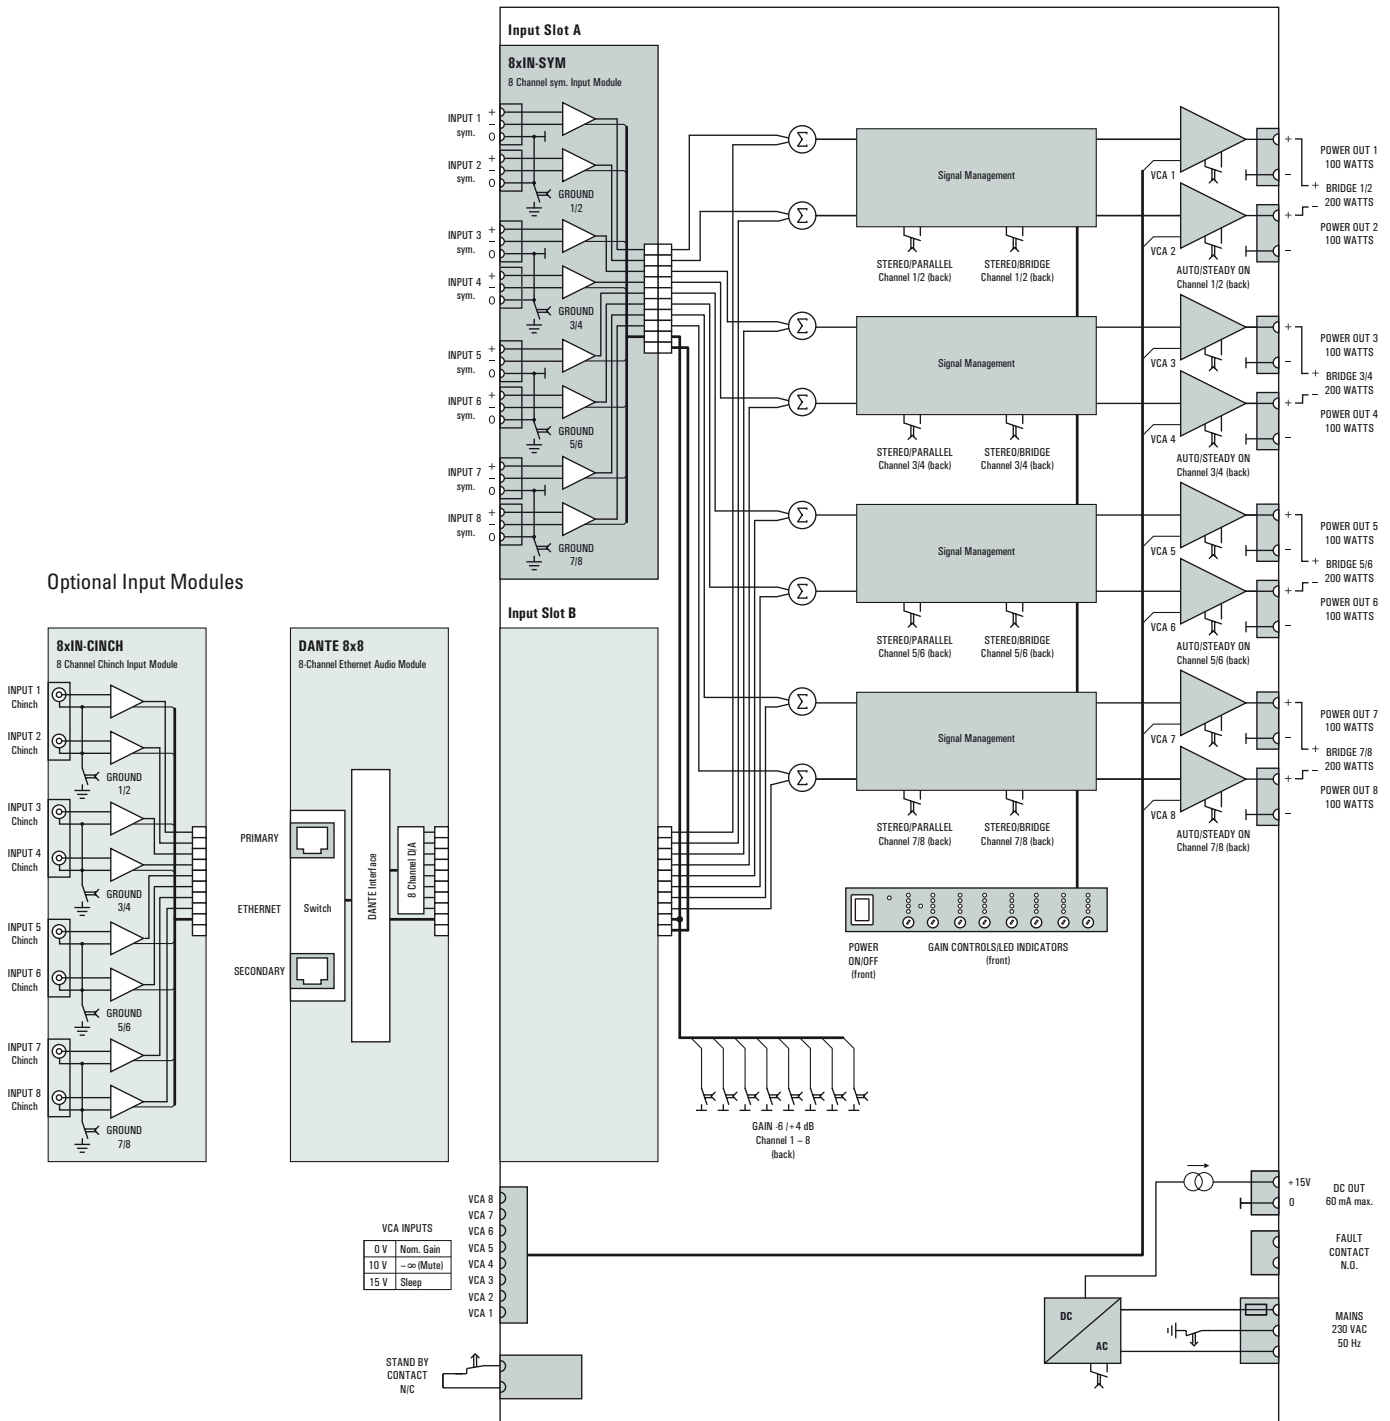 Input Slot A
8xIN-SYM
8 Channel sym. Input Module
INPUT 1
sym.
+
−
0
INPUT 2
sym.
+
−
0
GROUND
1/2
INPUT 3
sym.
+
−
0
INPUT 4
sym.
+
−
0
GROUND
3/4
INPUT 5
sym.
+
−
0
INPUT 6
sym.
+
−
0
GROUND
5/6
INPUT 7
sym.
+
−
0
INPUT 8
sym.
+
−
0
GROUND
7/8
Σ
Σ
Signal Management
STEREO/PARALLEL
Channel 1/2 (back)
STEREO/BRIDGE
Channel 1/2 (back)
VCA 1
VCA 2
AUTO/STEADY ON
Channel 1/2 (back)
+
−
+
−
POWER OUT 1
100 WATTS
+ BRIDGE 1/2
− 200 WATTS
POWER OUT 2
100 WATTS
Σ
Σ
Signal Management
STEREO/PARALLEL
Channel 3/4 (back)
STEREO/BRIDGE
Channel 3/4 (back)
VCA 3
VCA 4
AUTO/STEADY ON
Channel 3/4 (back)
+
−
+
−
POWER OUT 3
100 WATTS
+ BRIDGE 3/4
− 200 WATTS
POWER OUT 4
100 WATTS
Σ
Σ
Signal Management
STEREO/PARALLEL
Channel 5/6 (back)
STEREO/BRIDGE
Channel 5/6 (back)
VCA 5
VCA 6
AUTO/STEADY ON
Channel 5/6 (back)
+
−
+
−
POWER OUT 5
100 WATTS
+ BRIDGE 5/6
− 200 WATTS
POWER OUT 6
100 WATTS
Σ
Σ
Signal Management
STEREO/PARALLEL
Channel 7/8 (back)
STEREO/BRIDGE
Channel 7/8 (back)
VCA 7
VCA 8
AUTO/STEADY ON
Channel 7/8 (back)
+
−
+
−
POWER OUT 7
100 WATTS
+ BRIDGE 7/8
− 200 WATTS
POWER OUT 8
100 WATTS
Optional Input Modules
8xIN-CINCH
8 Channel Chinch Input Module
INPUT 1
Chinch
INPUT 2
Chinch
GROUND
1/2
INPUT 3
Chinch
INPUT 4
Chinch
GROUND
3/4
INPUT 5
Chinch
INPUT 6
Chinch
GROUND
5/6
INPUT 7
Chinch
INPUT 8
Chinch
GROUND
7/8
DANTE 8x8
8-Channel Ethernet Audio Module
PRIMARY
ETHERNET
SECONDARY
Switch
DANTE Interface
8 Channel D/A
Input Slot B
POWER
ON/OFF
(front)
GAIN CONTROLS/LED INDICATORS
(front)
GAIN -6 /+4 dB
Channel 1 – 8
(back)
VCA INPUTS
0 V Nom. Gain
10 V −∞ (Mute)
15 V Sleep
VCA 8
VCA 7
VCA 6
VCA 5
VCA 4
VCA 3
VCA 2
VCA 1
STAND BY
CONTACT
N/C
+15V
0
DC OUT
60 mA max.
FAULT
CONTACT
N.O.
DC
AC
MAINS
230 VAC
50 Hz